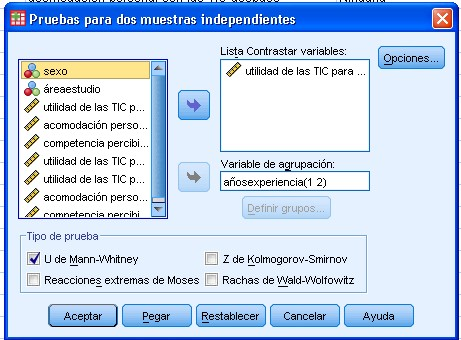 Pruebas para dos muestras independientes
sexo
áreaestudio
utilidad de las TIC p...
acomodación perso...
competencia percibi...
utilidad de las TIC p...
utilidad de las TIC p...
acomodación perso...
competencia percibi...
Lista Contrastar variables:
utilidad de las TIC para ...
Opciones...
Variable de agrupación:
añosexperiencia(1 2)
Definir grupos...
Tipo de prueba
U de Mann-Whitney
Z de Kolmogorov-Smirnov
Reacciones extremas de Moses
Rachas de Wald-Wolfowitz
Aceptar
Pegar
Restablecer
Cancelar
Ayuda